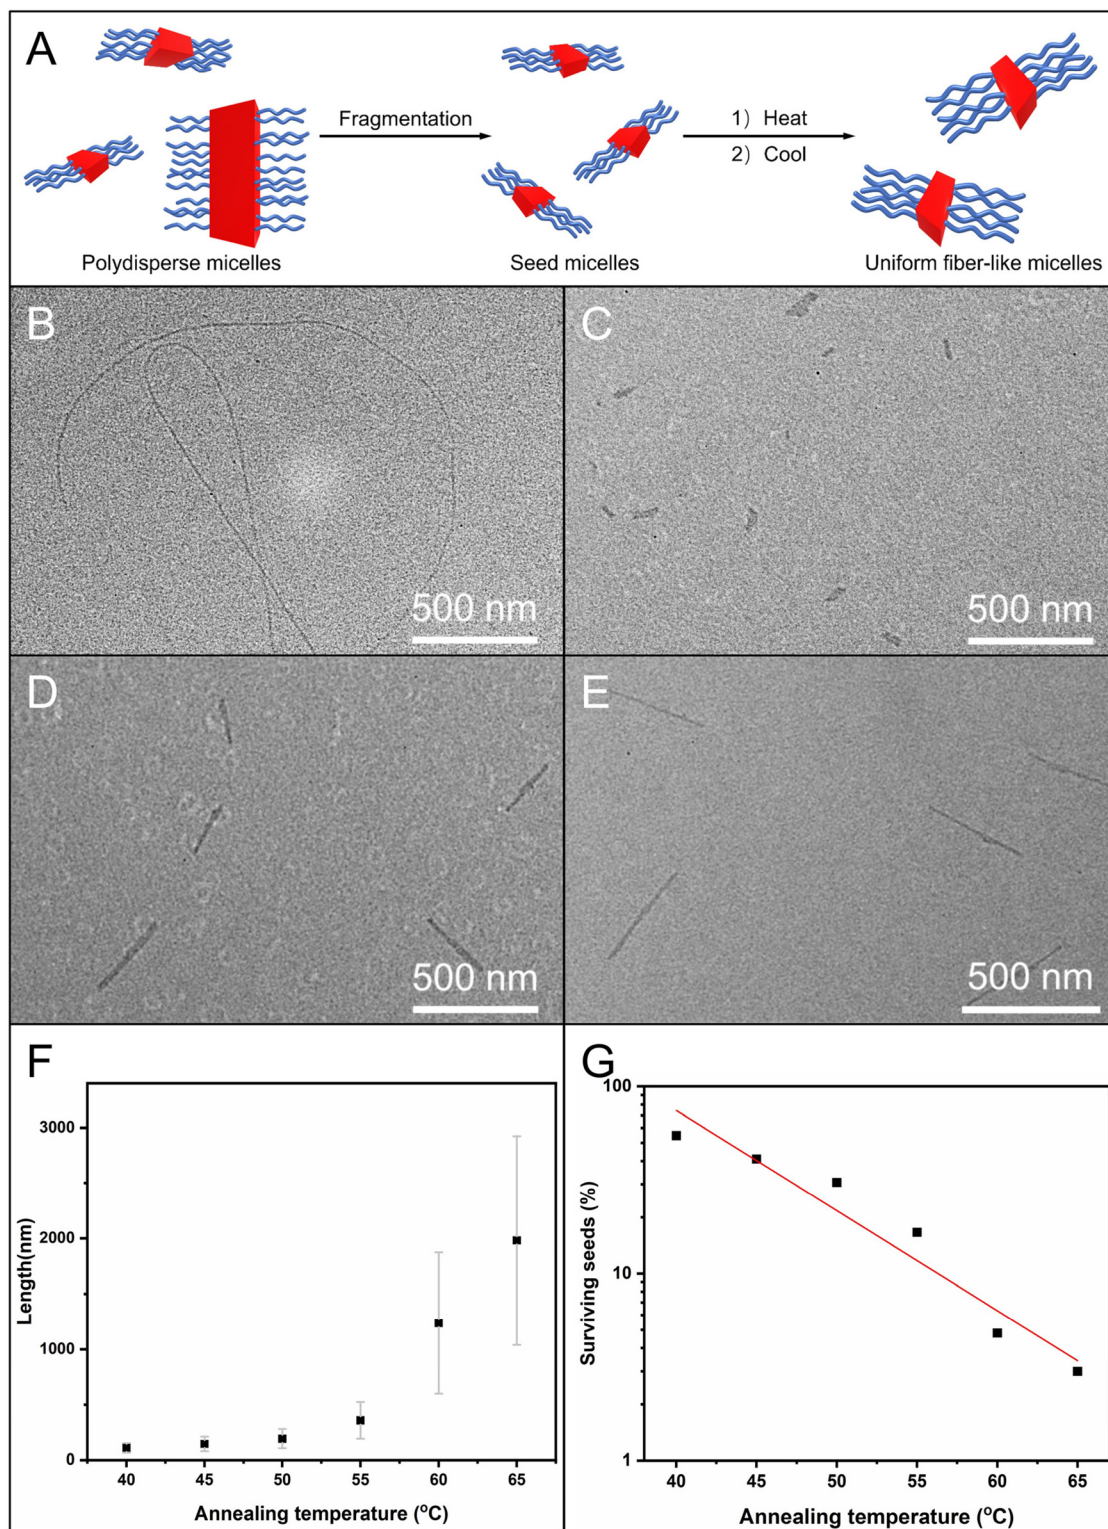 A
Fragmentation
1) Heat
2) Cool
Polydisperse micelles
Seed micelles
Uniform fiber-like micelles
B
500 nm
C
500 nm
D
500 nm
E
500 nm
F
3000
2000
1000
0
Length(nm)
40 45 50 55 60 65
Annealing temperature (°C)
G
100
10
1
Surviving seeds (%)
40 45 50 55 60 65
Annealing temperature (°C)